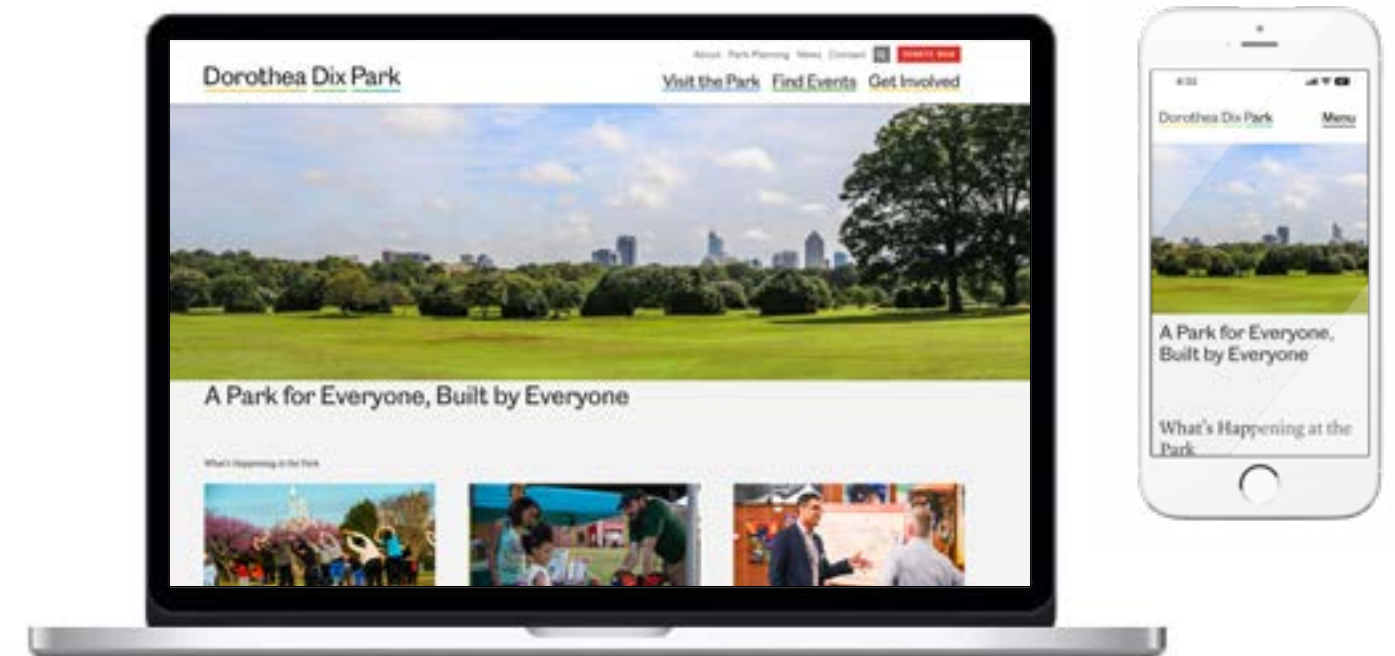 About Park Planning News Contact DONATE NOW
Dorothea Dix Park
Visit the Park Find Events Get Involved
A Park for Everyone, Built by Everyone
What's Happening at the Park
Dorothea Dix Park Menu
A Park for Everyone,
Built by Everyone
What's Happening at the
Park